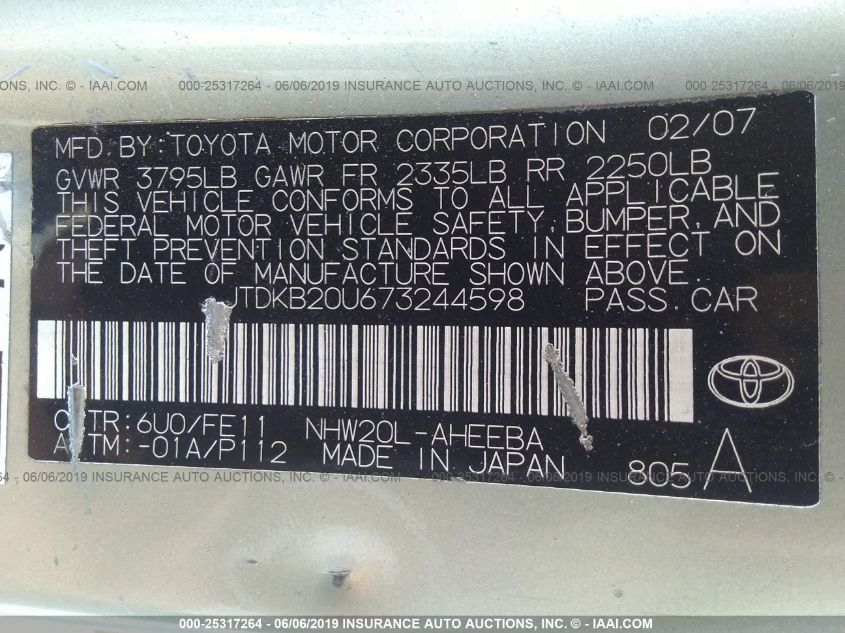 000-25317264 - 06/06/2019 INSURANCE AUTO AUCTIONS, INC. - © IAAI.COM
MFD. BY: TOYOTA MOTOR CORPORATION 02/07
GVWR 3795LB GAWR FR 2335LB RR 2250LB
THIS VEHICLE CONFORMS TO ALL APPLICABLE
FEDERAL MOTOR VEHICLE SAFETY, BUMPER, AND
THEFT PREVENTION STANDARDS IN EFFECT ON
THE DATE OF MANUFACTURE SHOWN ABOVE.
JTDKB20U673244598 PASS. CAR
C/TR: 6U0/FE11 NHW20L-AHEEBA
A/TM: -01A/P112 MADE IN JAPAN 805 A
000-25317264 - 06/06/2019 INSURANCE AUTO AUCTIONS, INC. - © IAAI.COM
000-25317264 - 06/06/2019 INSURANCE AUTO AUCTIONS, INC. - © IAAI.COM